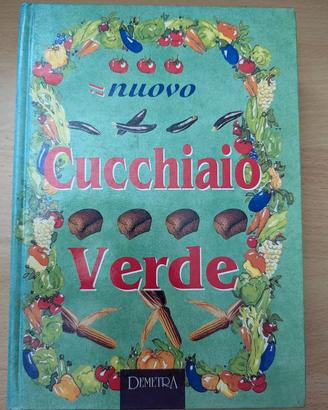 il nuovo
Cucchiaio
Verde
DEMETRA